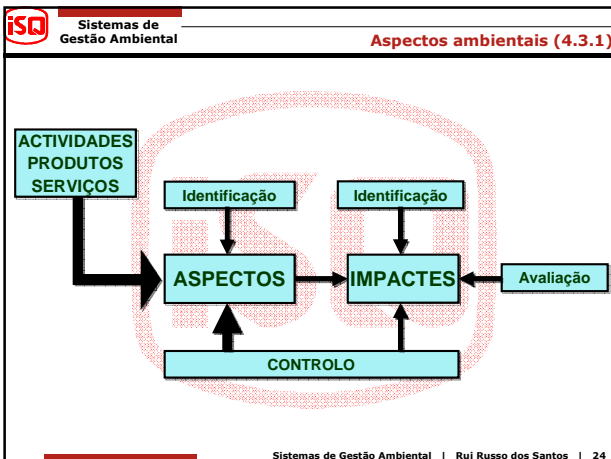 iSQ
Sistemas de
Gestão Ambiental
Aspectos ambientais (4.3.1)
ACTIVIDADES
PRODUTOS
SERVIÇOS
Identificação
Identificação
ASPECTOS
IMPACTES
Avaliação
CONTROLO
Sistemas de Gestão Ambiental | Rui Russo dos Santos | 24